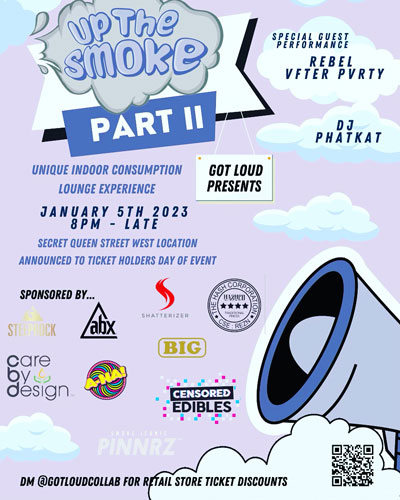 UP THE
SMOKE
PART II
SPECIAL GUEST
PERFORMANCE
REBEL
VFTER PVRTY
DJ
PHATKAT
UNIQUE INDOOR CONSUMPTION
LOUNGE EXPERIENCE
GOT LOUD
PRESENTS
JANUARY 5TH 2023
8PM - LATE
SECRET QUEEN STREET WEST LOCATION
ANNOUNCED TO TICKET HOLDERS DAY OF EVENT
SPONSORED BY...
abx
SHATTERIZER
THE HASH CORPORATION
CSE: REZN
BIG
care
by
design
A-HA!
CENSORED
EDIBLES
PINNRZ
DM @GOTLOUDCOLLAB FOR RETAIL STORE TICKET DISCOUNTS